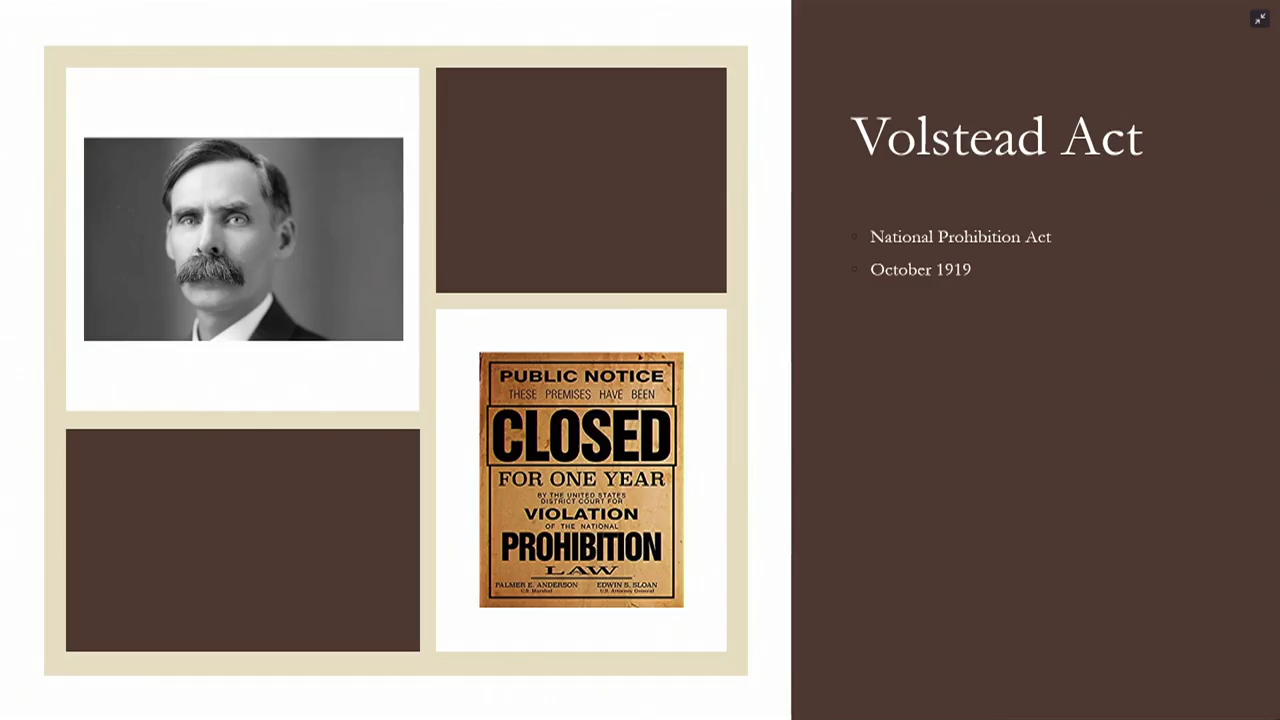 Volstead Act
National Prohibition Act
October 1919
PUBLIC NOTICE
THESE PREMISES HAVE BEEN
CLOSED
FOR ONE YEAR
BY THE UNITED STATES
DISTRICT COURT FOR
VIOLATION
OF THE NATIONAL
PROHIBITION
LAW
PALMER E. ANDERSON EDWIN S. SLOAN
U.S. Marshal U.S. Attorney General